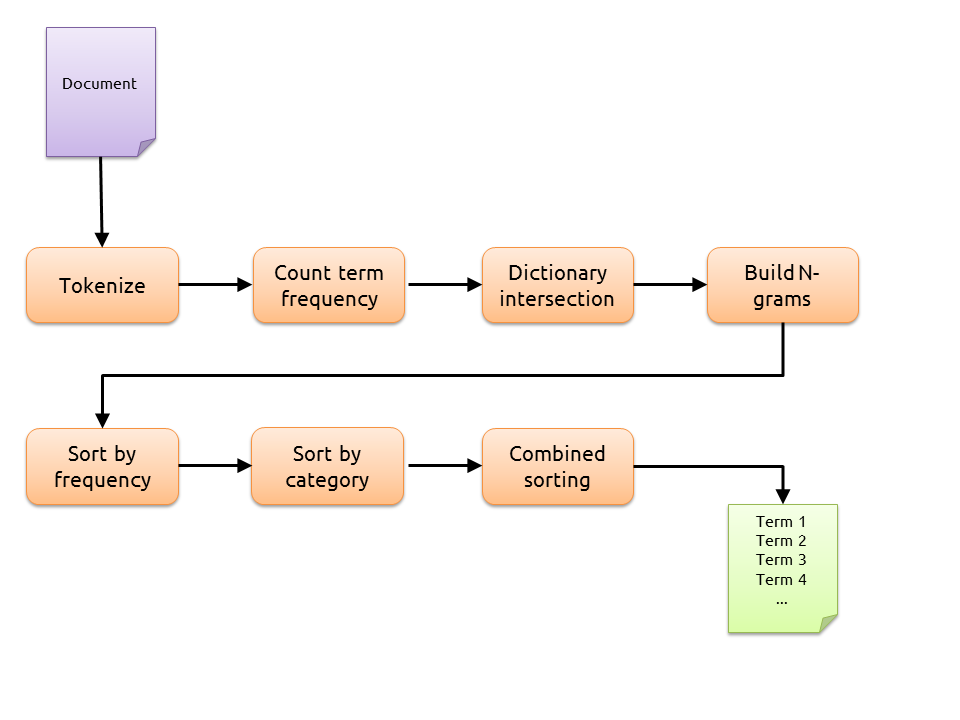 Document
Tokenize
Count term
frequency
Dictionary
intersection
Build N-
grams
Sort by
frequency
Sort by
category
Combined
sorting
Term 1
Term 2
Term 3
Term 4
...